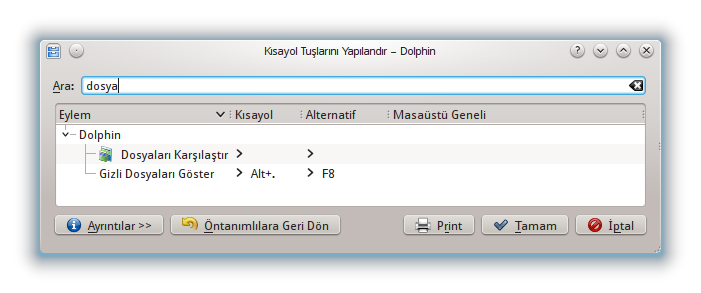 Kısayol Tuşlarını Yapılandır – Dolphin
Ara: dosya
Eylem Kısayol Alternatif Masaüstü Geneli
Dolphin
Dosyaları Karşılaştır
Gizli Dosyaları Göster Alt+. F8
Ayrıntılar >> Öntanımlılara Geri Dön Print Tamam İptal